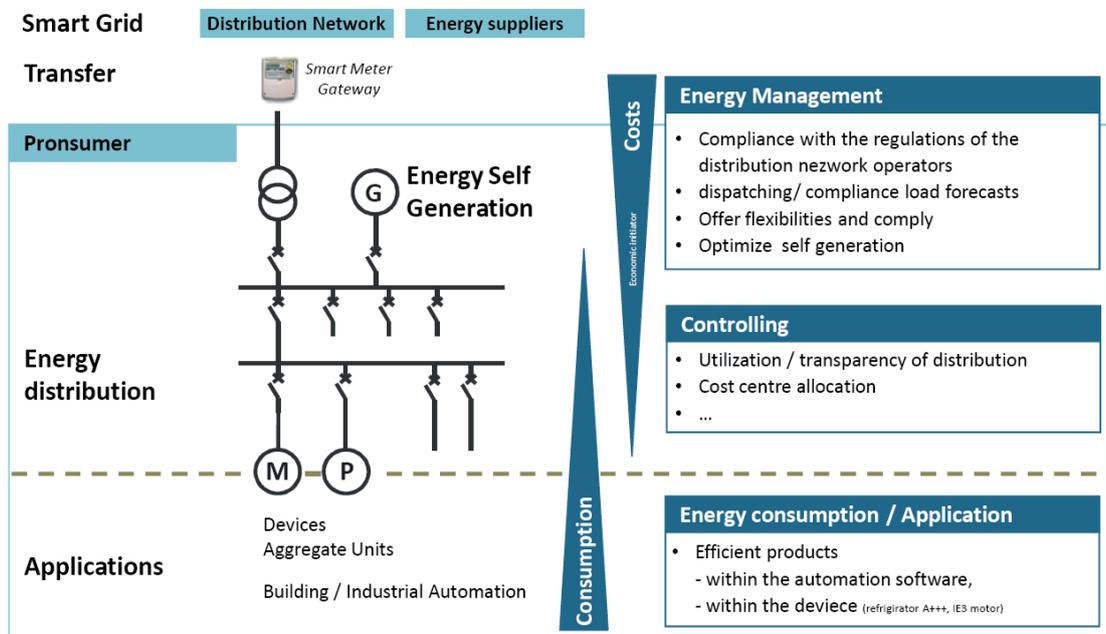 Smart Grid
Distribution Network
Energy suppliers
Transfer
Smart Meter
Gateway
Pronsumer
G
Energy Self
Generation
Energy
distribution
M
P
Devices
Aggregate Units
Applications
Building / Industrial Automation
Costs
Economic initiator
Consumption
Energy Management
• Compliance with the regulations of the
distribution nezwork operators
• dispatching/ compliance load forecasts
• Offer flexibilities and comply
• Optimize self generation
Controlling
• Utilization / transparency of distribution
• Cost centre allocation
• ...
Energy consumption / Application
• Efficient products
- within the automation software,
- within the deviece (refrigirator A+++, IE3 motor)